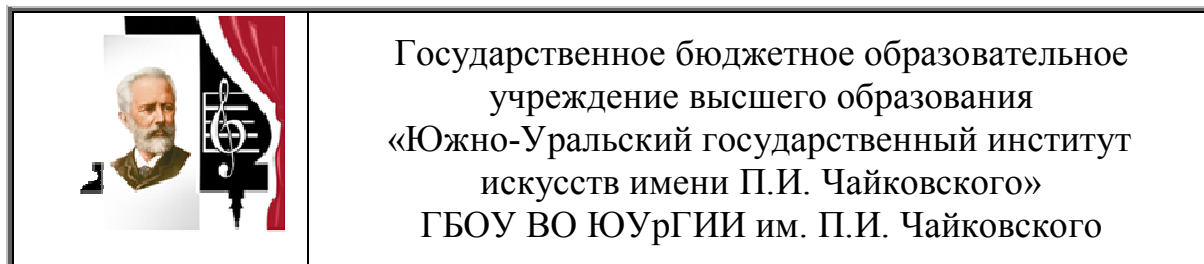 Государственное бюджетное образовательное
учреждение высшего образования
«Южно-Уральский государственный институт
искусств имени П.И. Чайковского»
ГБОУ ВО ЮУрГИИ им. П.И. Чайковского